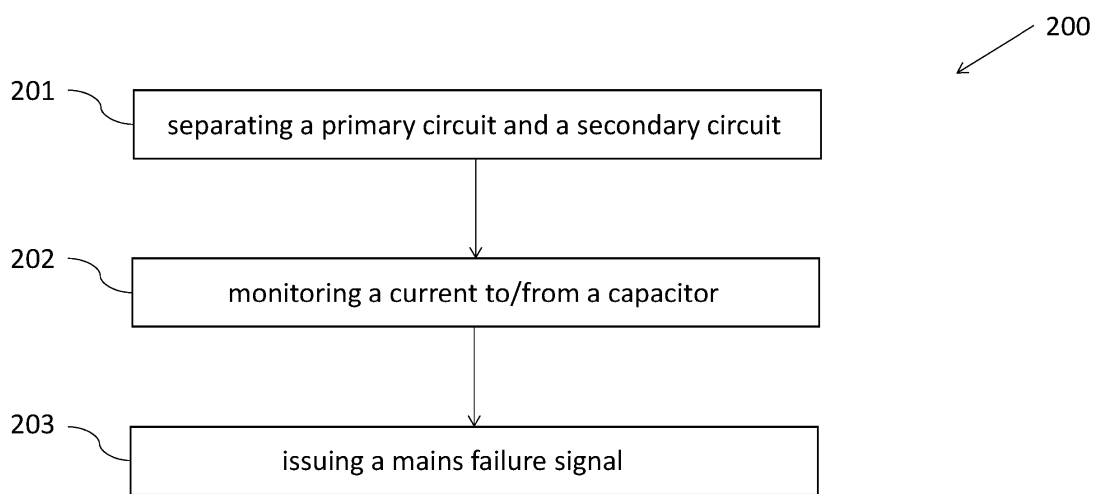 200
201
separating a primary circuit and a secondary circuit
202
monitoring a current to/from a capacitor
203
issuing a mains failure signal